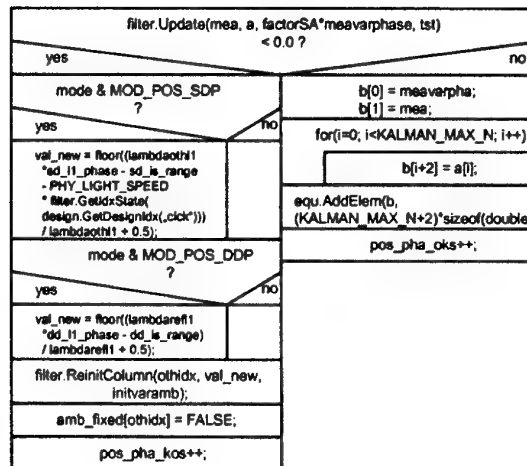 filter.Update(mea, a, factorSA*meavarphase, tst)
< 0.0 ?
yes
no
mode & MOD_POS_SDP
?
yes
no
val_new = floor((lambdaothl1
*sd_l1_phase - sd_is_range
- PHY_LIGHT_SPEED
* filter.GetIdxState(
design.GetDesignIdx(„clck")))
/ lambdaothl1 + 0.5);
mode & MOD_POS_DDP
?
yes
no
val_new = floor((lambdarefl1
*dd_l1_phase - dd_is_range)
/ lambdarefl1 + 0.5);
filter.ReinitColumn(othidx, val_new,
initvaramb);
amb_fixed[othidx] = FALSE;
pos_pha_kos++;
b[0] = meavarpha;
b[1] = mea;
for(i=0; i<KALMAN_MAX_N; i++)
b[i+2] = a[i];
equ.AddElem(b,
(KALMAN_MAX_N+2)*sizeof(double
pos_pha_oks++;